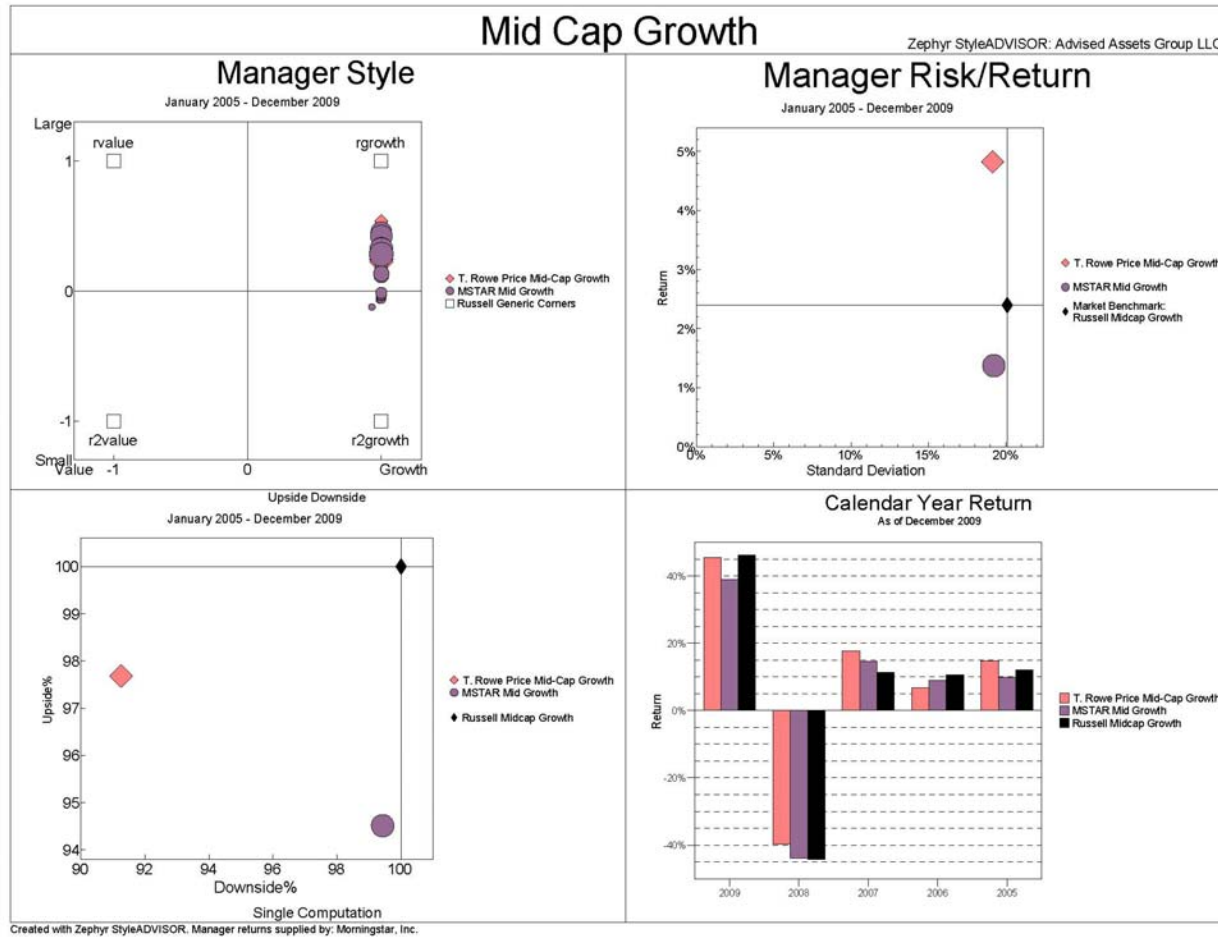 Mid Cap Growth
Zephyr StyleADVISOR: Advised Assets Group LLC
Manager Style
January 2005 - December 2009
Large
rvalue
rgrowth
1
0
-1
r2value
r2growth
Small
Value -1 0 Growth
T. Rowe Price Mid-Cap Growth
MSTAR Mid Growth
Russell Generic Corners
Manager Risk/Return
January 2005 - December 2009
5%
4%
3%
2%
1%
0%
Return
0% 5% 10% 15% 20%
Standard Deviation
T. Rowe Price Mid-Cap Growth
MSTAR Mid Growth
Market Benchmark:
Russell Midcap Growth
Upside Downside
January 2005 - December 2009
100
99
98
97
96
95
94
Upside%
90 92 94 96 98 100
Downside%
Single Computation
T. Rowe Price Mid-Cap Growth
MSTAR Mid Growth
Russell Midcap Growth
Calendar Year Return
As of December 2009
40%
20%
0%
-20%
-40%
Return
2009 2008 2007 2006 2005
T. Rowe Price Mid-Cap Growth
MSTAR Mid Growth
Russell Midcap Growth
Created with Zephyr StyleADVISOR. Manager returns supplied by: Morningstar, Inc.